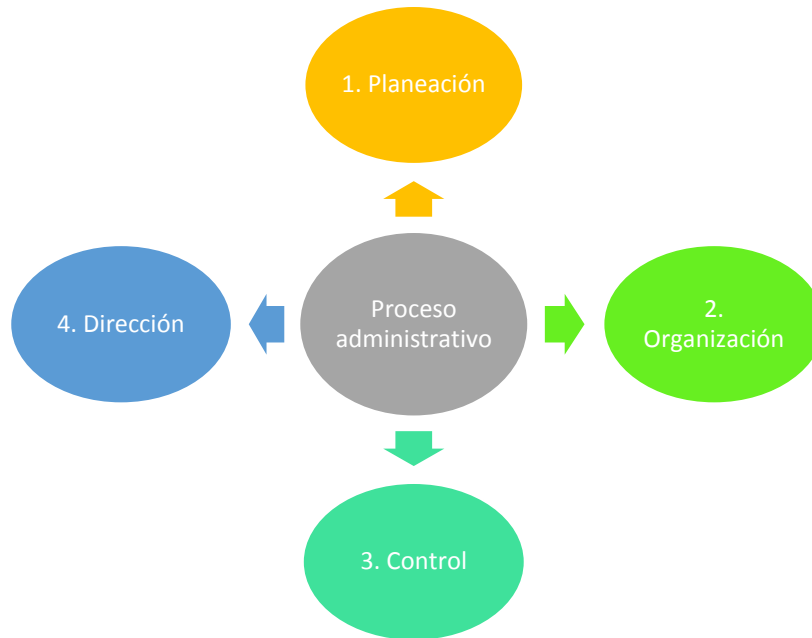 1. Planeación
Proceso
administrativo
2.
Organización
3. Control
4. Dirección